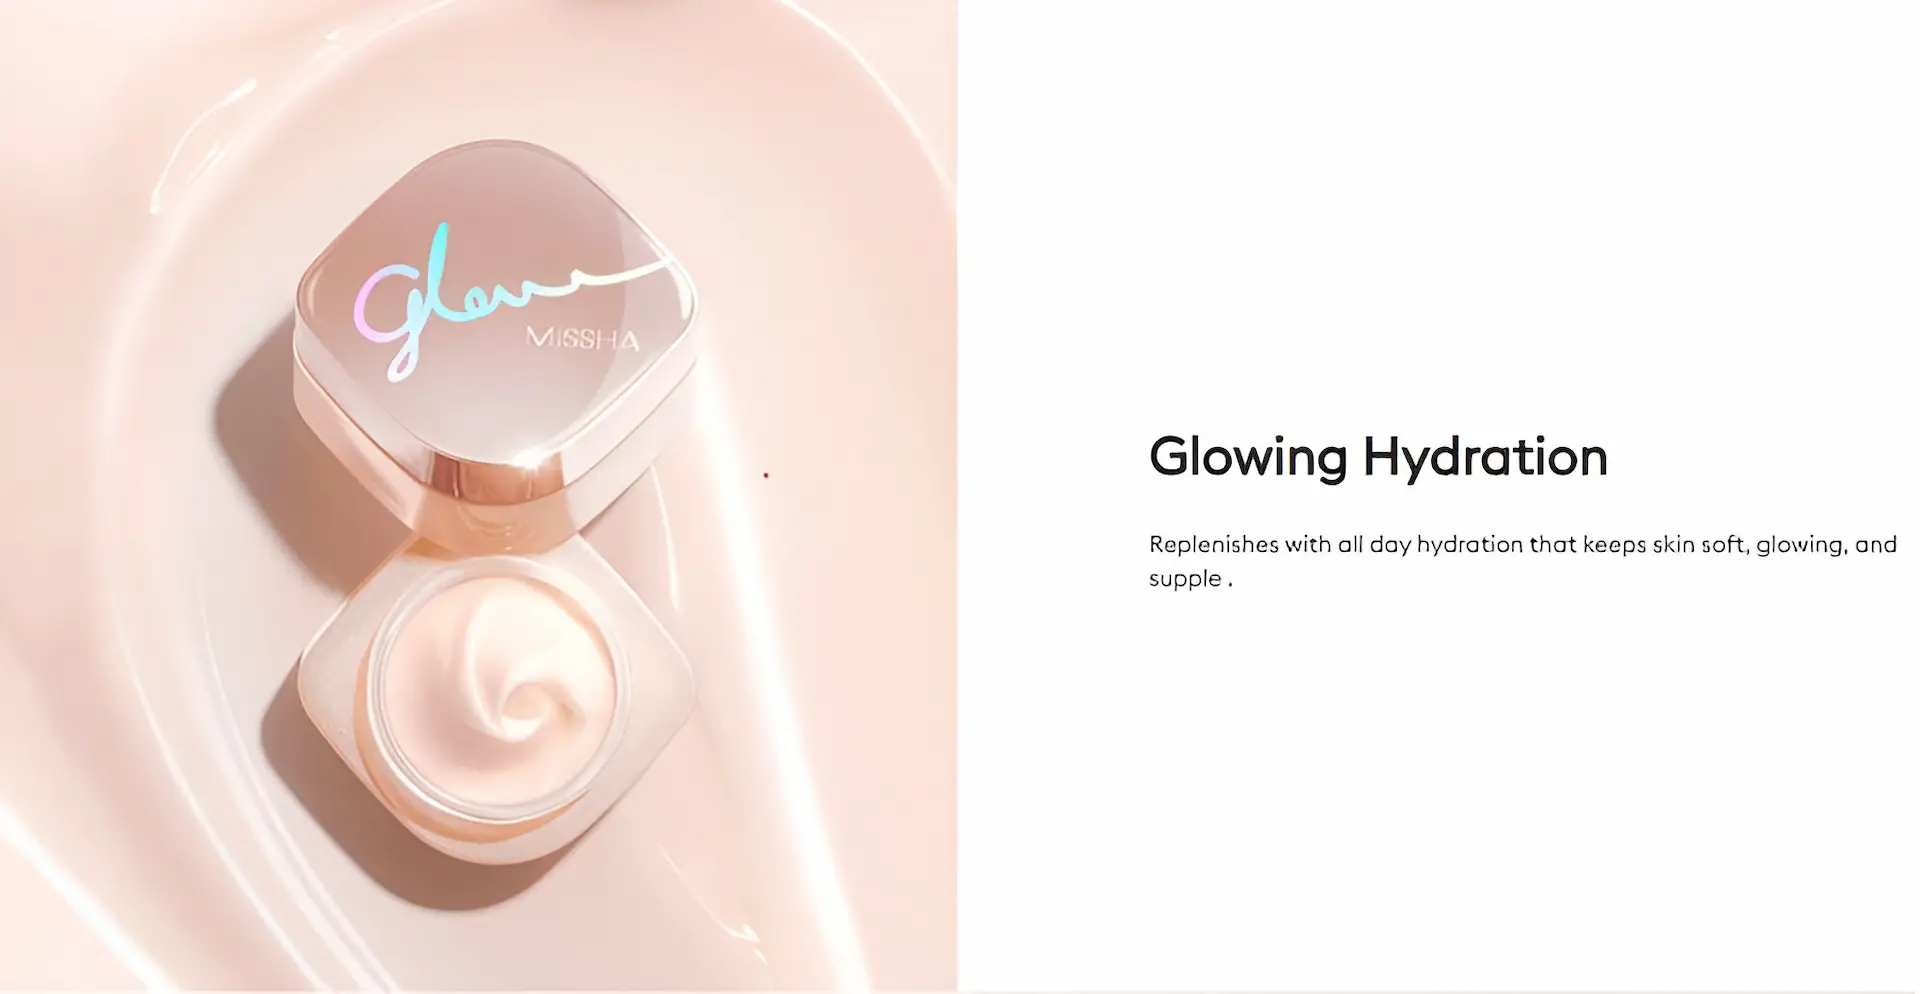 Glow
MISSHA
Glowing Hydration
Replenishes with all day hydration that keeps skin soft, glowing, and
supple .